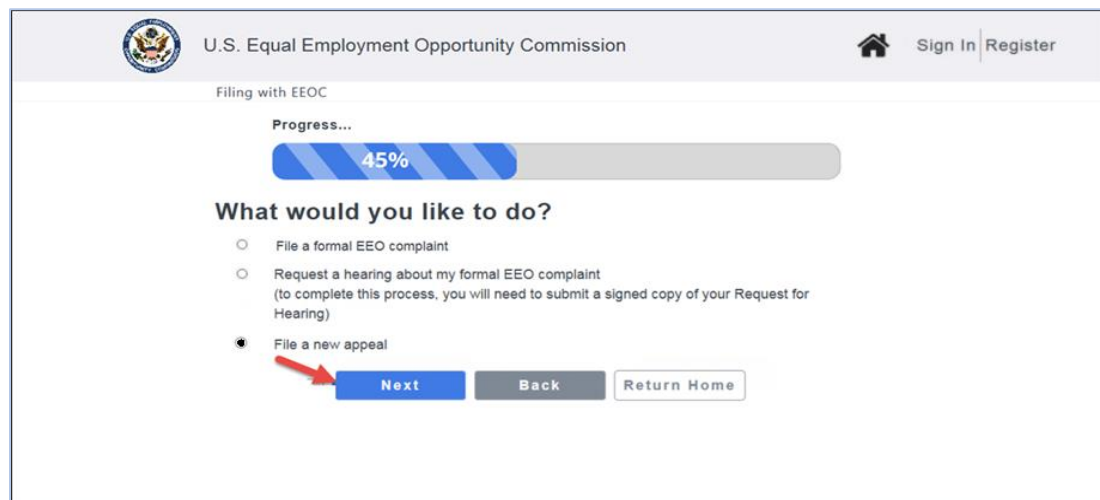 U.S. Equal Employment Opportunity Commission
Sign In Register
Filing with EEOC
Progress...
45%
What would you like to do?
File a formal EEO complaint
Request a hearing about my formal EEO complaint
(to complete this process, you will need to submit a signed copy of your Request for
Hearing)
File a new appeal
Next Back Return Home